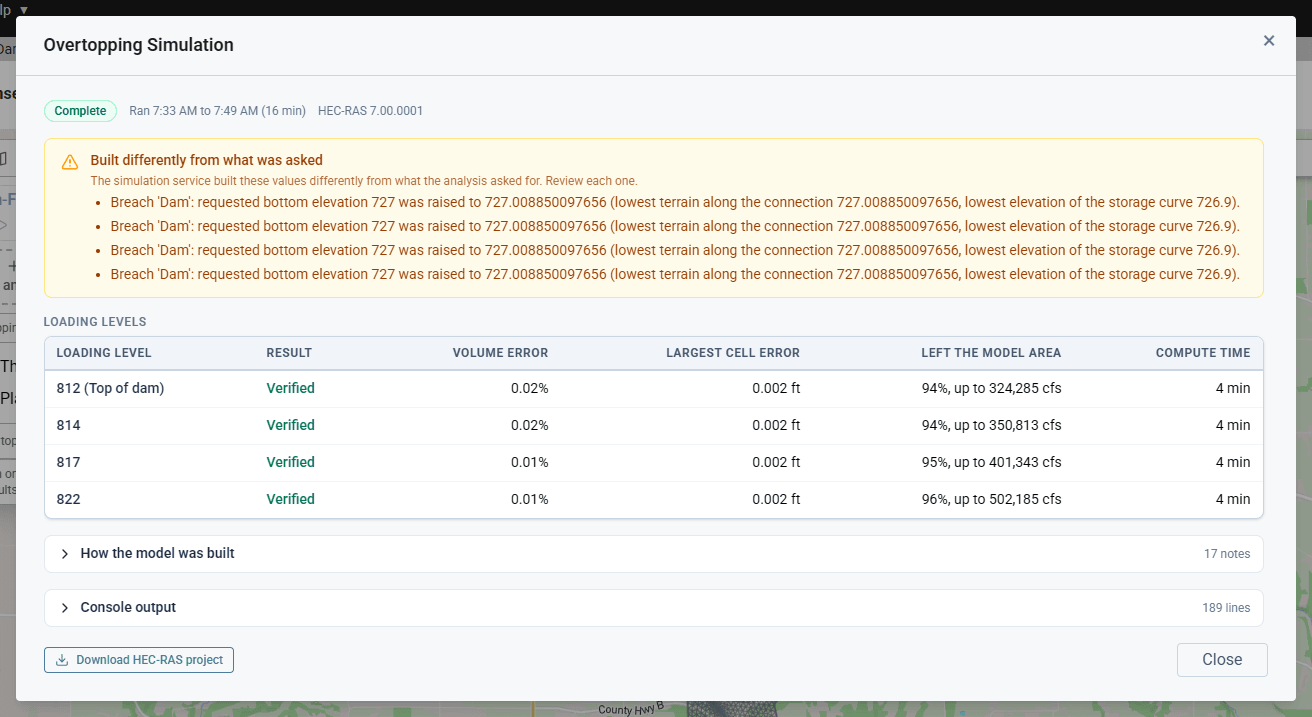 lp ▼
Overtopping Simulation
×
Complete Ran 7:33 AM to 7:49 AM (16 min) HEC-RAS 7.00.0001
Built differently from what was asked
The simulation service built these values differently from what the analysis asked for. Review each one.
• Breach 'Dam': requested bottom elevation 727 was raised to 727.008850097656 (lowest terrain along the connection 727.008850097656, lowest elevation of the storage curve 726.9).
• Breach 'Dam': requested bottom elevation 727 was raised to 727.008850097656 (lowest terrain along the connection 727.008850097656, lowest elevation of the storage curve 726.9).
• Breach 'Dam': requested bottom elevation 727 was raised to 727.008850097656 (lowest terrain along the connection 727.008850097656, lowest elevation of the storage curve 726.9).
• Breach 'Dam': requested bottom elevation 727 was raised to 727.008850097656 (lowest terrain along the connection 727.008850097656, lowest elevation of the storage curve 726.9).
LOADING LEVELS
LOADING LEVEL RESULT VOLUME ERROR LARGEST CELL ERROR LEFT THE MODEL AREA COMPUTE TIME
812 (Top of dam) Verified 0.02% 0.002 ft 94%, up to 324,285 cfs 4 min
814 Verified 0.02% 0.002 ft 94%, up to 350,813 cfs 4 min
817 Verified 0.01% 0.002 ft 95%, up to 401,343 cfs 4 min
822 Verified 0.01% 0.002 ft 96%, up to 502,185 cfs 4 min
How the model was built 17 notes
Console output 189 lines
Download HEC-RAS project
Close
County Hwy B